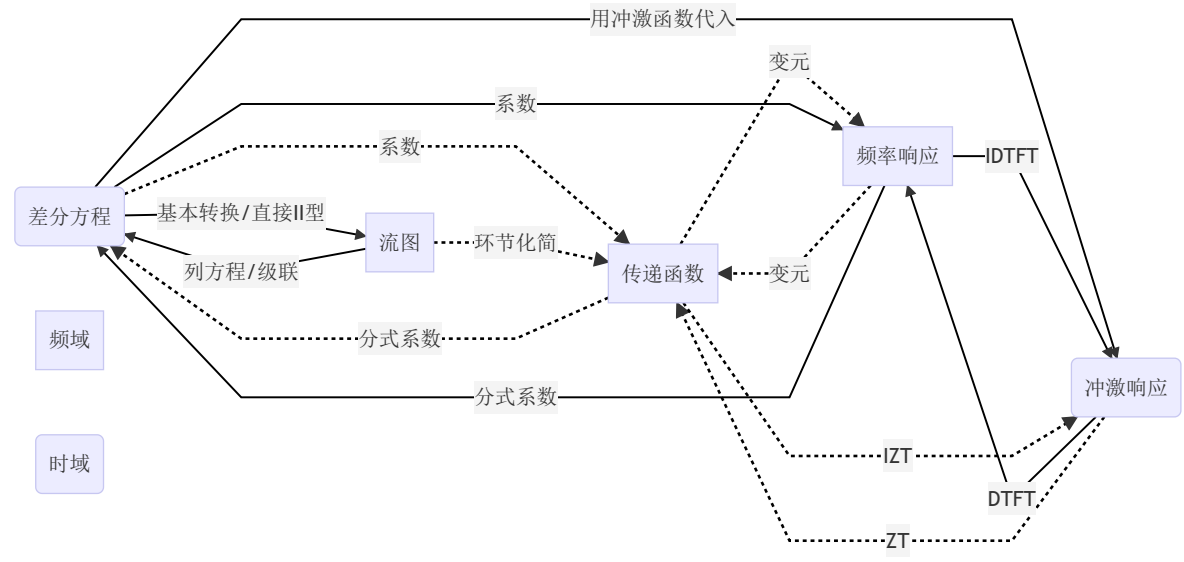 用冲激函数代入
变元
系数
系数
频率响应
IDTFT
差分方程
基本转换/直接II型
流图
环节化简
列方程/级联
传递函数
变元
频域
分式系数
分式系数
冲激响应
时域
IZT
DTFT
ZT